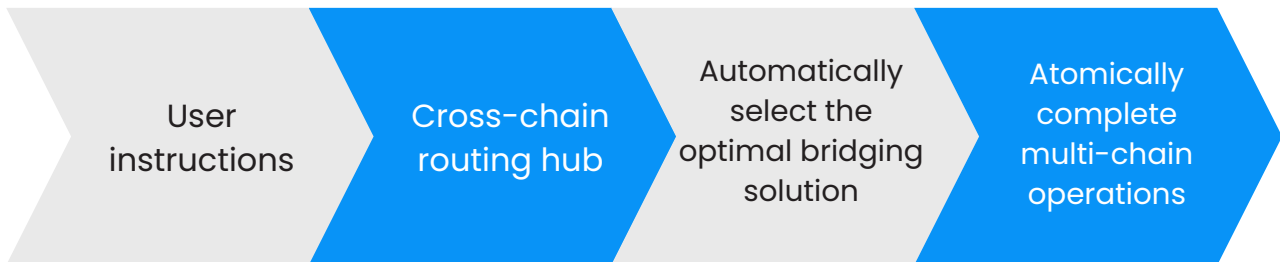 User
instructions
Cross-chain
routing hub
Automatically
select the
optimal bridging
solution
Atomically
complete
multi-chain
operations